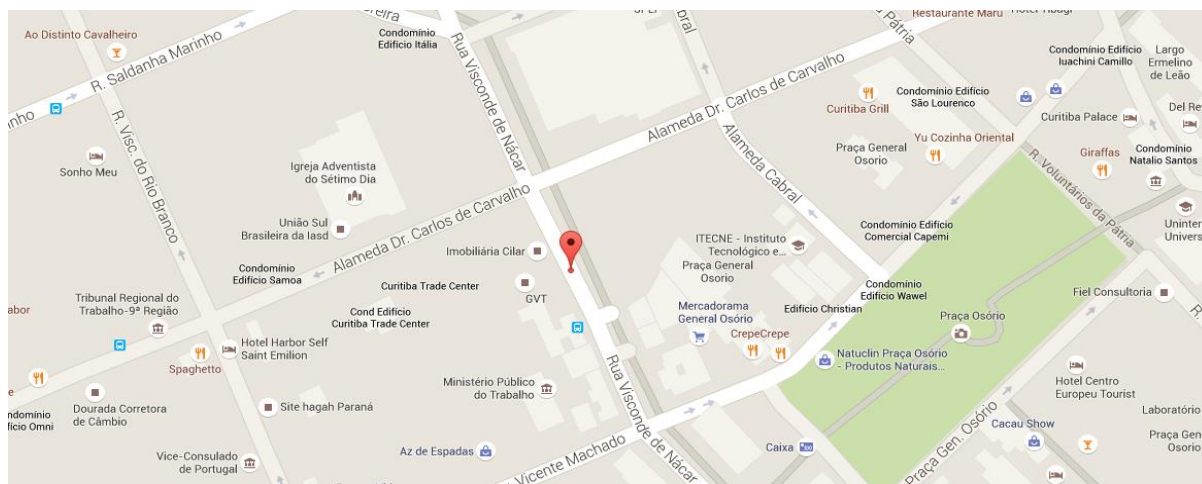 Restaurante Maru
Ao Distinto Cavalheiro
Condomínio
Edifício Itália
R. Saldanha Marinho
Rua Visconde de Nácar
Alameda Dr. Carlos de Carvalho
Condomínio Edifício
Iuachini Camillo
Largo
Ermelino
de Leão
Curitiba Grill
Condomínio Edifício
São Lourenco
Curitiba Palace
Del Re
R. Visc. do Rio Branco
Sonho Meu
Igreja Adventista
do Sétimo Dia
Alameda Cabral
Praça General
Osorio
Yu Cozinha Oriental
Giraffas
Condomínio
Natalio Santos
R. Voluntários da Pátria
União Sul
Brasileira da Iasd
Alameda Dr. Carlos de Carvalho
Imobiliária Cilar
ITECNE - Instituto
Tecnológico e...
Praça General
Osorio
Condomínio Edifício
Comercial Capemi
Uninter
Univers
Condomínio
Edifício Samoa
Curitiba Trade Center
GVT
Condomínio
Edifício Wawel
Fiel Consultoria
Tribunal Regional do
Trabalho-9ª Região
Cond Edifício
Curitiba Trade Center
Mercadorama
General Osório
Edifício Christian
Praça Osório
CrepeCrepe
Hotel Harbor Self
Saint Emilion
Spaghetto
Natuclin Praça Osório
- Produtos Naturais...
Rua Visconde de Nácar
Ministério Público
do Trabalho
Hotel Centro
Europeu Tourist
Dourada Corretora
de Câmbio
Site hagah Paraná
Laboratório
Cacau Show
Praça Gen. Osório
Praça Ge
Osorio
Vicente Machado
Caixa
Az de Espadas
Vice-Consulado
de Portugal